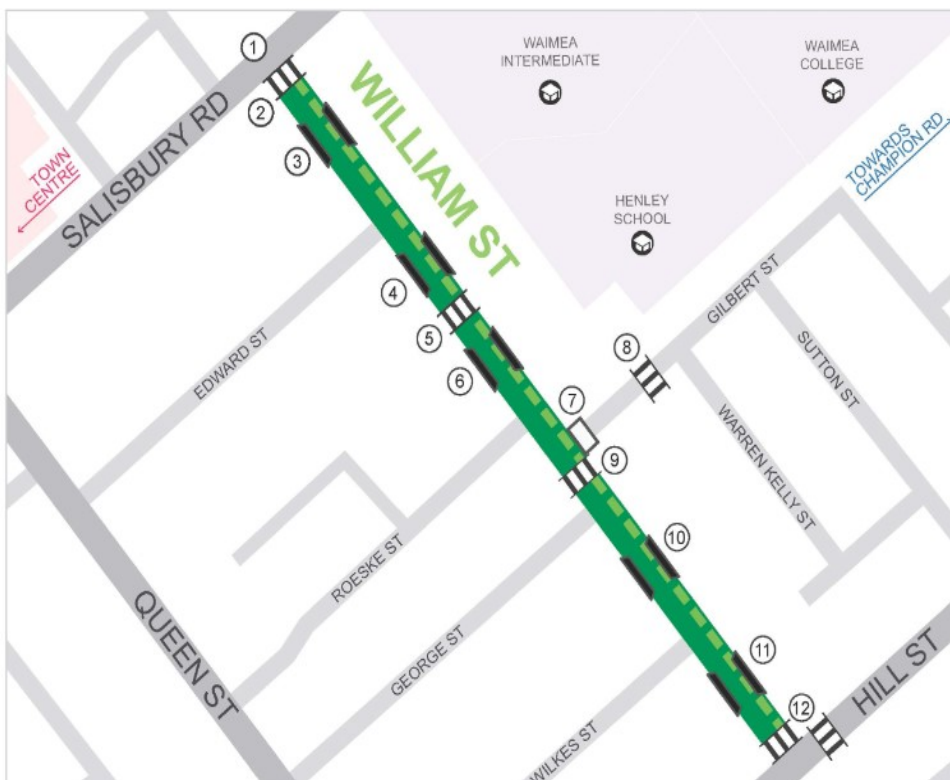 1
2
3
4
5
6
7
8
9
10
11
12
WAIMEA
INTERMEDIATE
WAIMEA
COLLEGE
HENLEY
SCHOOL
TOWN
CENTRE
TOWARDS
CHAMPION RD
SALISBURY RD
WILLIAM ST
GILBERT ST
SUTTON ST
WARREN KELLY ST
EDWARD ST
ROESKE ST
GEORGE ST
QUEEN ST
WILKES ST
HILL ST